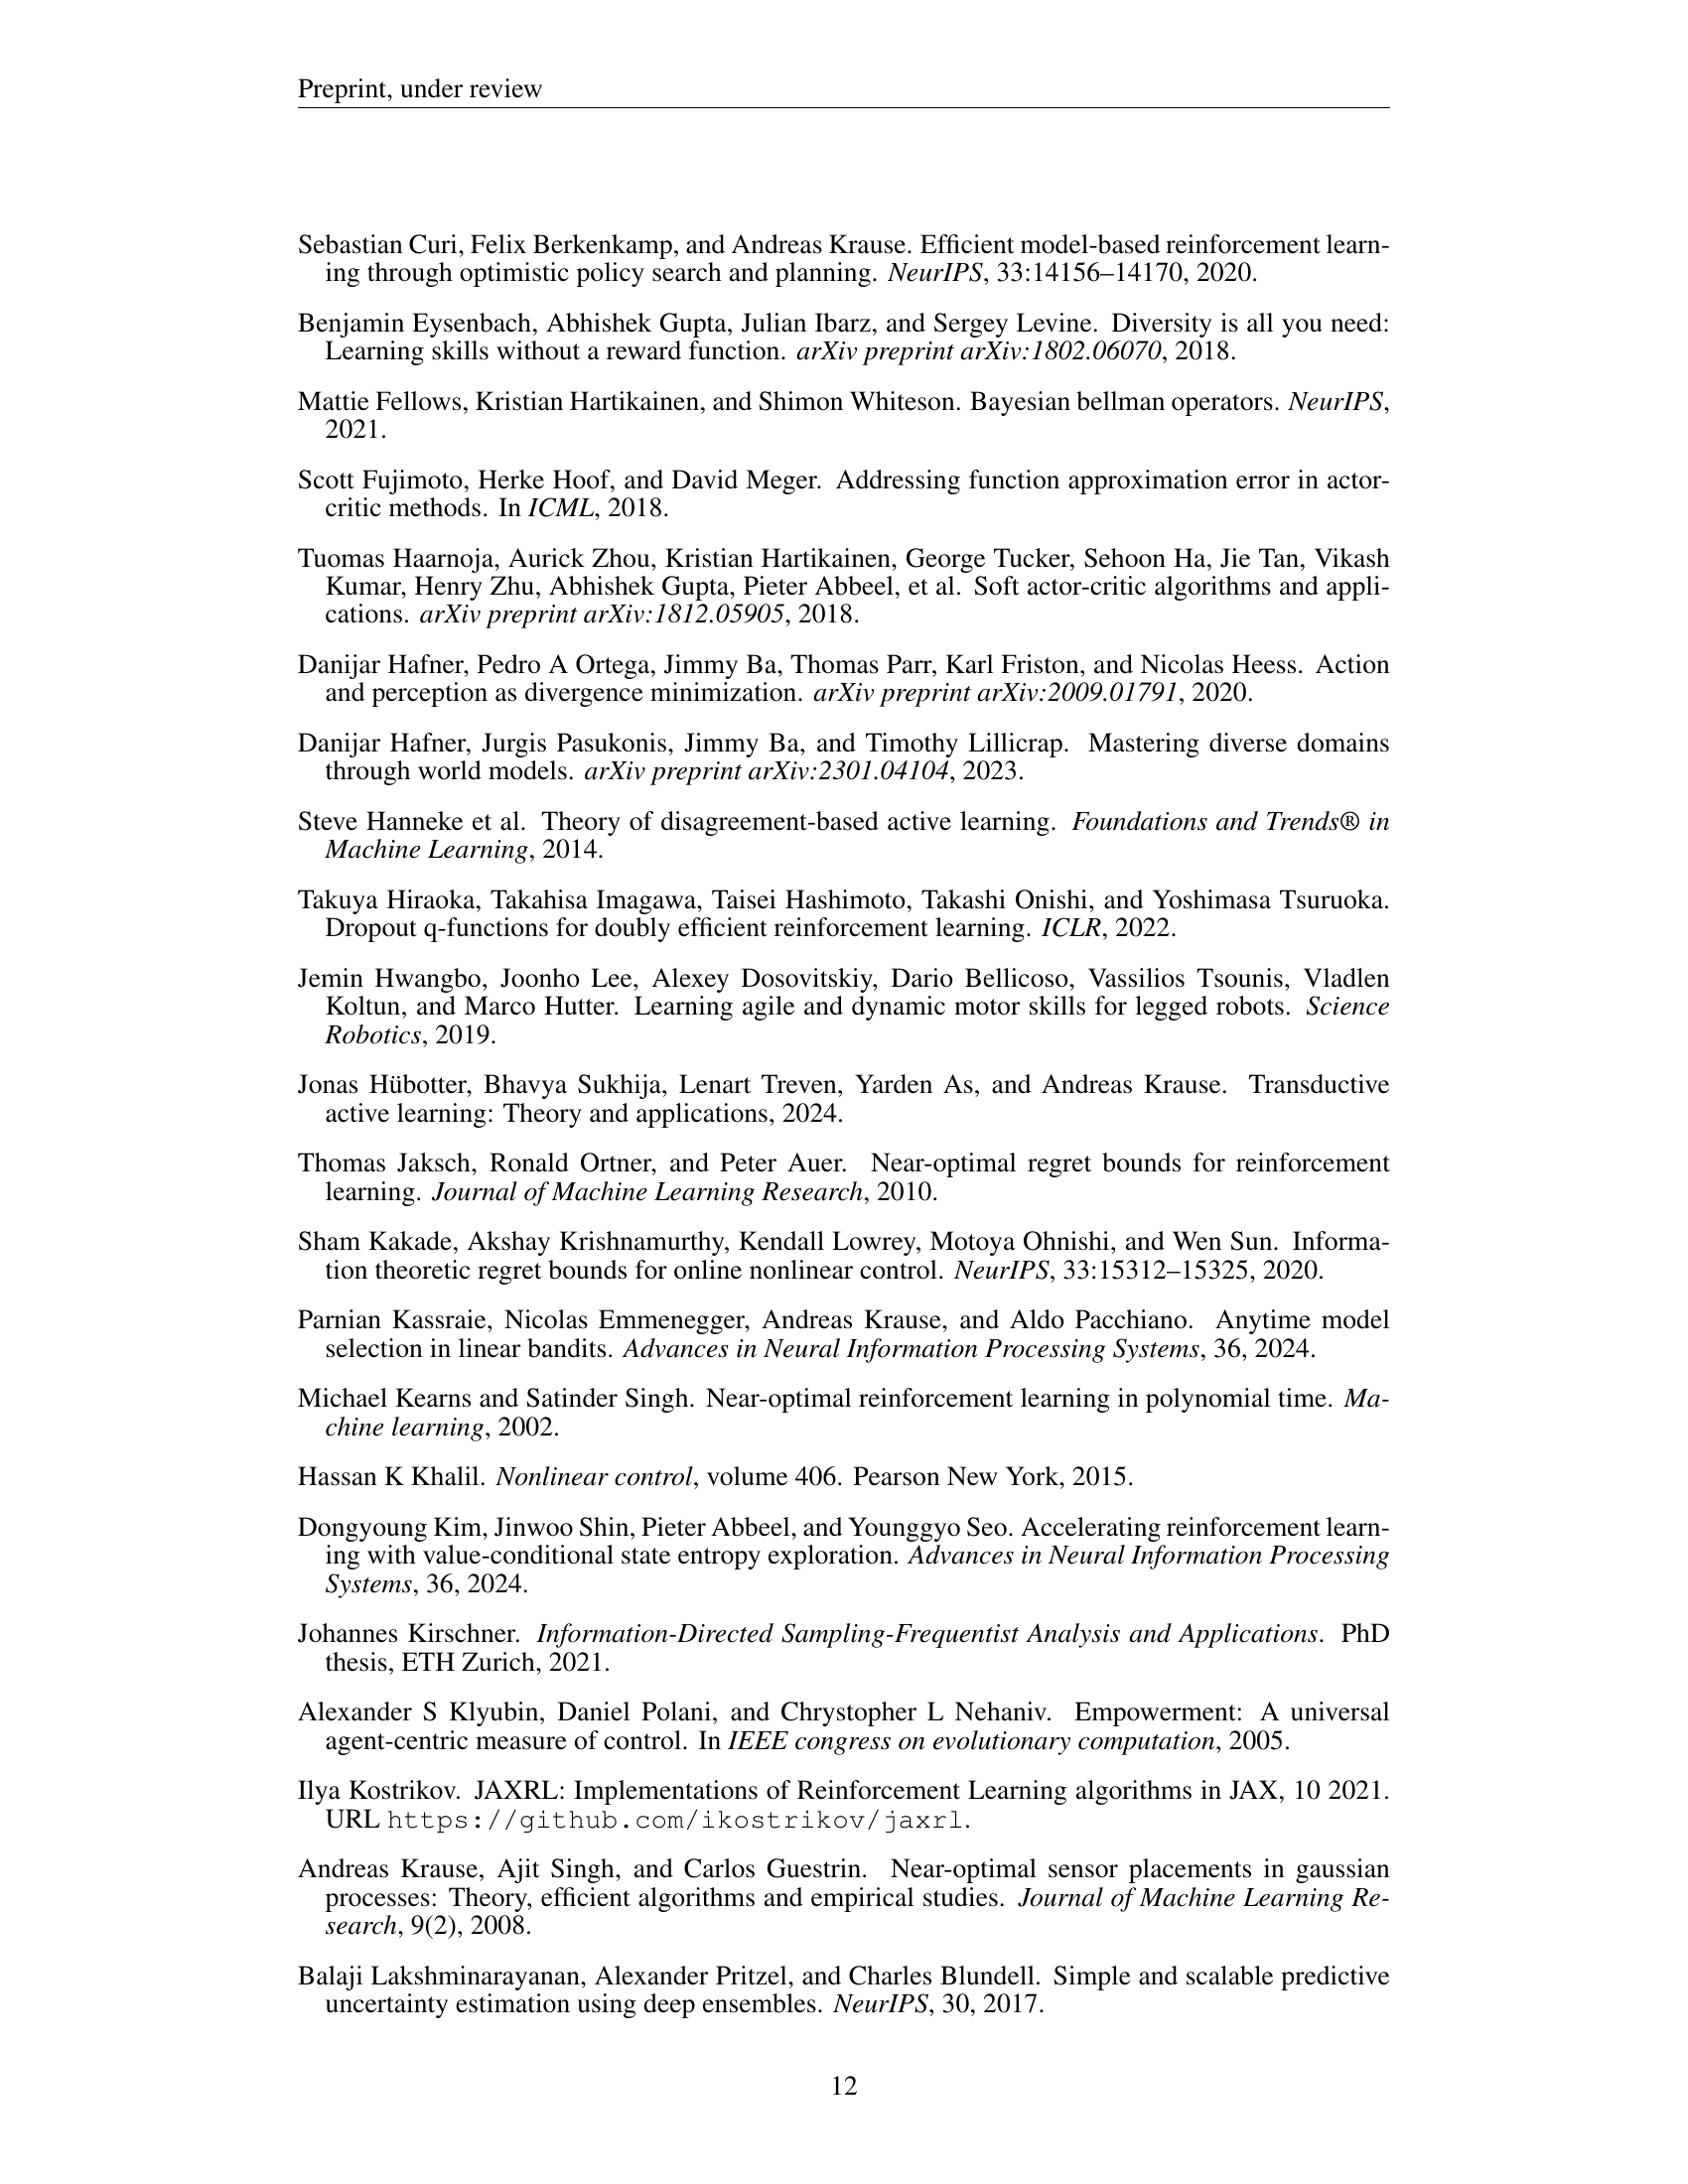 Preprint, under review
Sebastian Curi, Felix Berkenkamp, and Andreas Krause. Efficient model-based reinforcement learn-
ing through optimistic policy search and planning. NeurIPS, 33:14156–14170, 2020.
Benjamin Eysenbach, Abhishek Gupta, Julian Ibarz, and Sergey Levine. Diversity is all you need:
Learning skills without a reward function. arXiv preprint arXiv:1802.06070, 2018.
Mattie Fellows, Kristian Hartikainen, and Shimon Whiteson. Bayesian bellman operators. NeurIPS,
2021.
Scott Fujimoto, Herke Hoof, and David Meger. Addressing function approximation error in actor-
critic methods. In ICML, 2018.
Tuomas Haarnoja, Aurick Zhou, Kristian Hartikainen, George Tucker, Sehoon Ha, Jie Tan, Vikash
Kumar, Henry Zhu, Abhishek Gupta, Pieter Abbeel, et al. Soft actor-critic algorithms and appli-
cations. arXiv preprint arXiv:1812.05905, 2018.
Danijar Hafner, Pedro A Ortega, Jimmy Ba, Thomas Parr, Karl Friston, and Nicolas Heess. Action
and perception as divergence minimization. arXiv preprint arXiv:2009.01791, 2020.
Danijar Hafner, Jurgis Pasukonis, Jimmy Ba, and Timothy Lillicrap. Mastering diverse domains
through world models. arXiv preprint arXiv:2301.04104, 2023.
Steve Hanneke et al. Theory of disagreement-based active learning. Foundations and Trends® in
Machine Learning, 2014.
Takuya Hiraoka, Takahisa Imagawa, Taisei Hashimoto, Takashi Onishi, and Yoshimasa Tsuruoka.
Dropout q-functions for doubly efficient reinforcement learning. ICLR, 2022.
Jemin Hwangbo, Joonho Lee, Alexey Dosovitskiy, Dario Bellicoso, Vassilios Tsounis, Vladlen
Koltun, and Marco Hutter. Learning agile and dynamic motor skills for legged robots. Science
Robotics, 2019.
Jonas Hübotter, Bhavya Sukhija, Lenart Treven, Yarden As, and Andreas Krause. Transductive
active learning: Theory and applications, 2024.
Thomas Jaksch, Ronald Ortner, and Peter Auer. Near-optimal regret bounds for reinforcement
learning. Journal of Machine Learning Research, 2010.
Sham Kakade, Akshay Krishnamurthy, Kendall Lowrey, Motoya Ohnishi, and Wen Sun. Informa-
tion theoretic regret bounds for online nonlinear control. NeurIPS, 33:15312–15325, 2020.
Parnian Kassraie, Nicolas Emmenegger, Andreas Krause, and Aldo Pacchiano. Anytime model
selection in linear bandits. Advances in Neural Information Processing Systems, 36, 2024.
Michael Kearns and Satinder Singh. Near-optimal reinforcement learning in polynomial time. Ma-
chine learning, 2002.
Hassan K Khalil. Nonlinear control, volume 406. Pearson New York, 2015.
Dongyoung Kim, Jinwoo Shin, Pieter Abbeel, and Younggyo Seo. Accelerating reinforcement learn-
ing with value-conditional state entropy exploration. Advances in Neural Information Processing
Systems, 36, 2024.
Johannes Kirschner. Information-Directed Sampling-Frequentist Analysis and Applications. PhD
thesis, ETH Zurich, 2021.
Alexander S Klyubin, Daniel Polani, and Chrystopher L Nehaniv. Empowerment: A universal
agent-centric measure of control. In IEEE congress on evolutionary computation, 2005.
Ilya Kostrikov. JAXRL: Implementations of Reinforcement Learning algorithms in JAX, 10 2021.
URL https://github.com/ikostrikov/jaxrl.
Andreas Krause, Ajit Singh, and Carlos Guestrin. Near-optimal sensor placements in gaussian
processes: Theory, efficient algorithms and empirical studies. Journal of Machine Learning Re-
search, 9(2), 2008.
Balaji Lakshminarayanan, Alexander Pritzel, and Charles Blundell. Simple and scalable predictive
uncertainty estimation using deep ensembles. NeurIPS, 30, 2017.
12